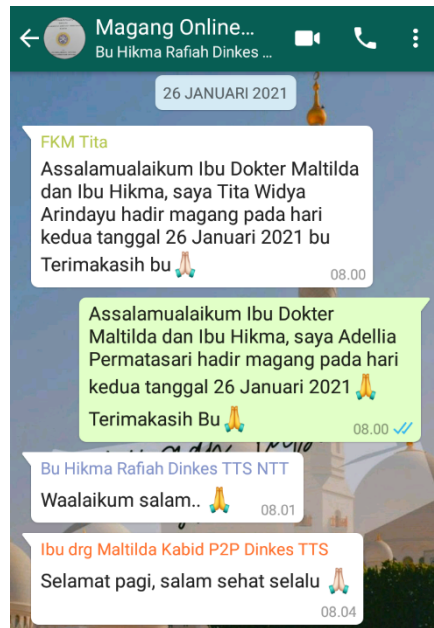 Magang Online...
Bu Hikma Rafiah Dinkes ...
26 JANUARI 2021
FKM Tita
Assalamualaikum Ibu Dokter Maltilda
dan Ibu Hikma, saya Tita Widya
Arindayu hadir magang pada hari
kedua tanggal 26 Januari 2021 bu
Terimakasih bu🙏🏻
08.00
Assalamualaikum Ibu Dokter
Maltilda dan Ibu Hikma, saya Adellia
Permatasari hadir magang pada hari
kedua tanggal 26 Januari 2021🙏
Terimakasih Bu🙏
08.00
Bu Hikma Rafiah Dinkes TTS NTT
Waalaikum salam.. 🙏
08.01
Ibu drg Maltilda Kabid P2P Dinkes TTS
Selamat pagi, salam sehat selalu 🙏🏻
08.04